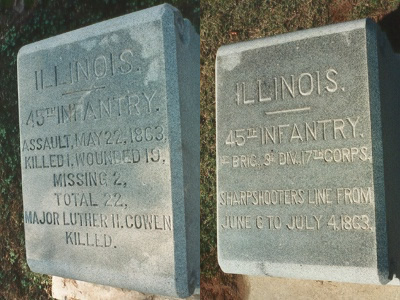 ILLINOIS.
45TH INFANTRY.
ASSAULT, MAY 22, 1863.
KILLED 1, WOUNDED 19,
MISSING 2,
TOTAL 22,
MAJOR LUTHER H. COWEN
KILLED.
ILLINOIS.
45TH INFANTRY.
BRIG. 3D DIV. 17TH CORPS.
SHARPSHOOTERS LINE FROM
JUNE 6 TO JULY 4, 1863.